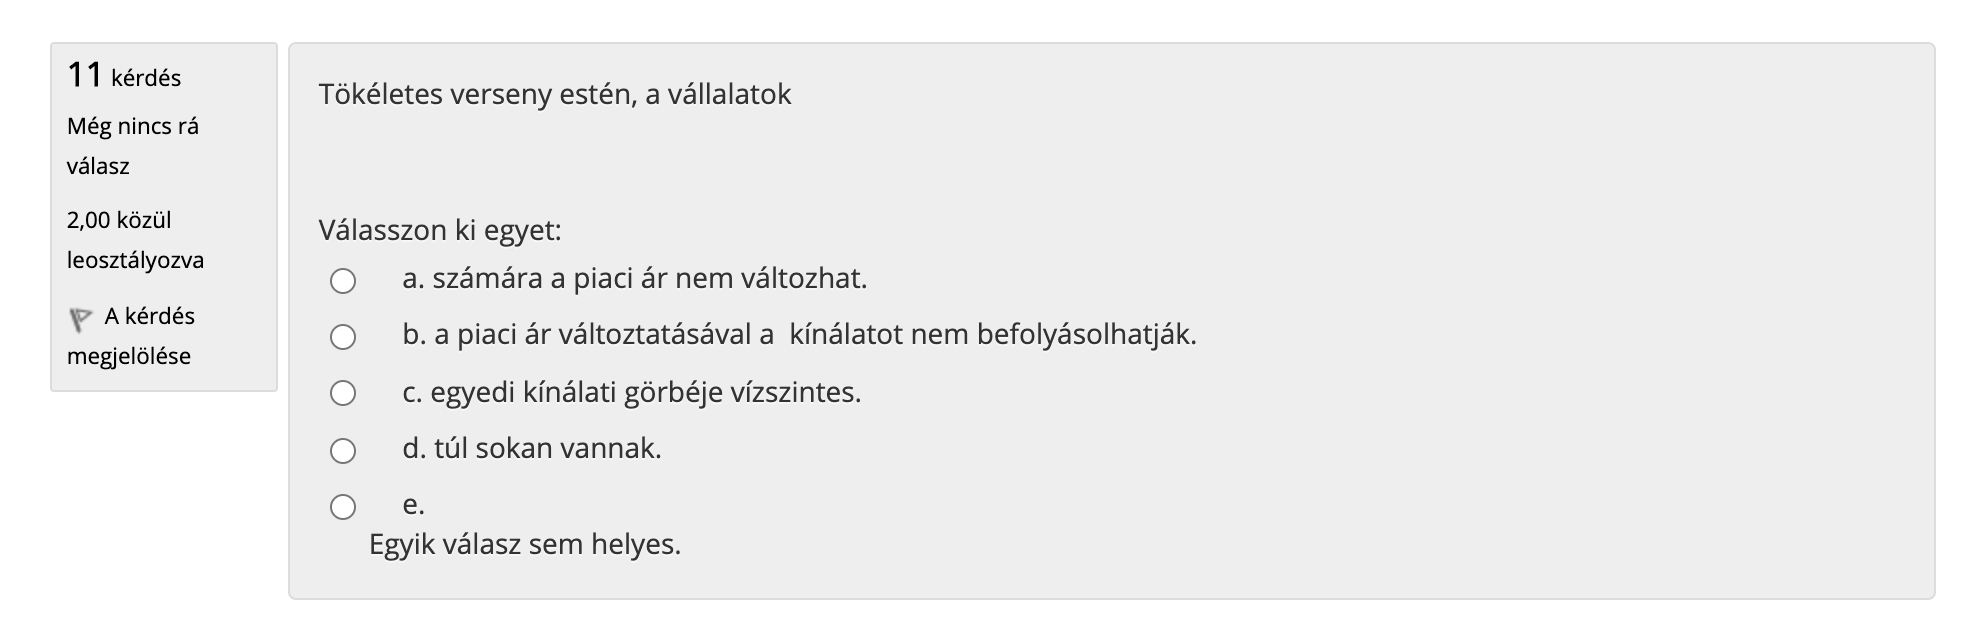 11 kérdés
Még nincs rá
válasz
2,00 közül
leosztályozva
A kérdés
megjelölése
Tökéletes verseny estén, a vállalatok
Válasszon ki egyet:
a. számára a piaci ár nem változhat.
b. a piaci ár változtatásával a  kínálatot nem befolyásolhatják.
c. egyedi kínálati görbéje vízszintes.
d. túl sokan vannak.
e.
Egyik válasz sem helyes.